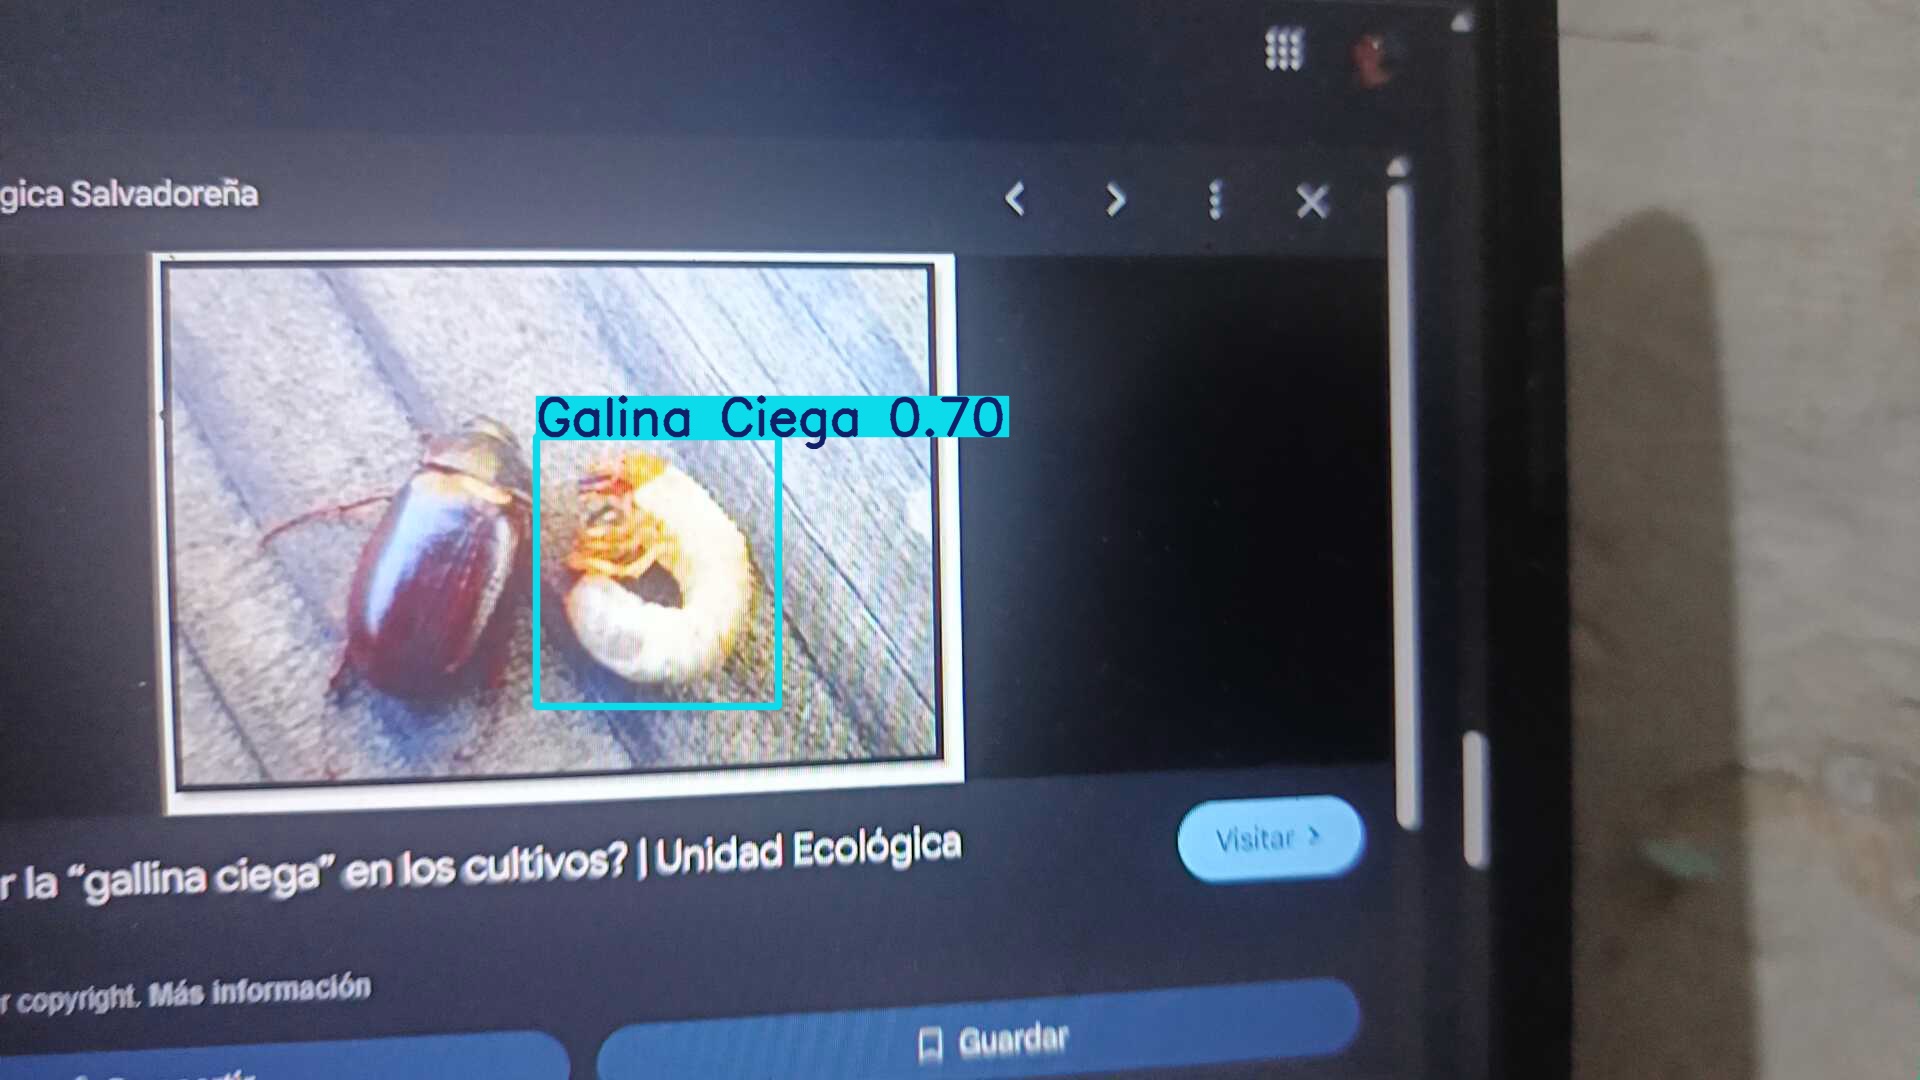 gica Salvadoreña
Galina Ciega 0.70
r la “gallina ciega” en los cultivos? | Unidad Ecológica
Visitar
r copyright. Más información
Guardar